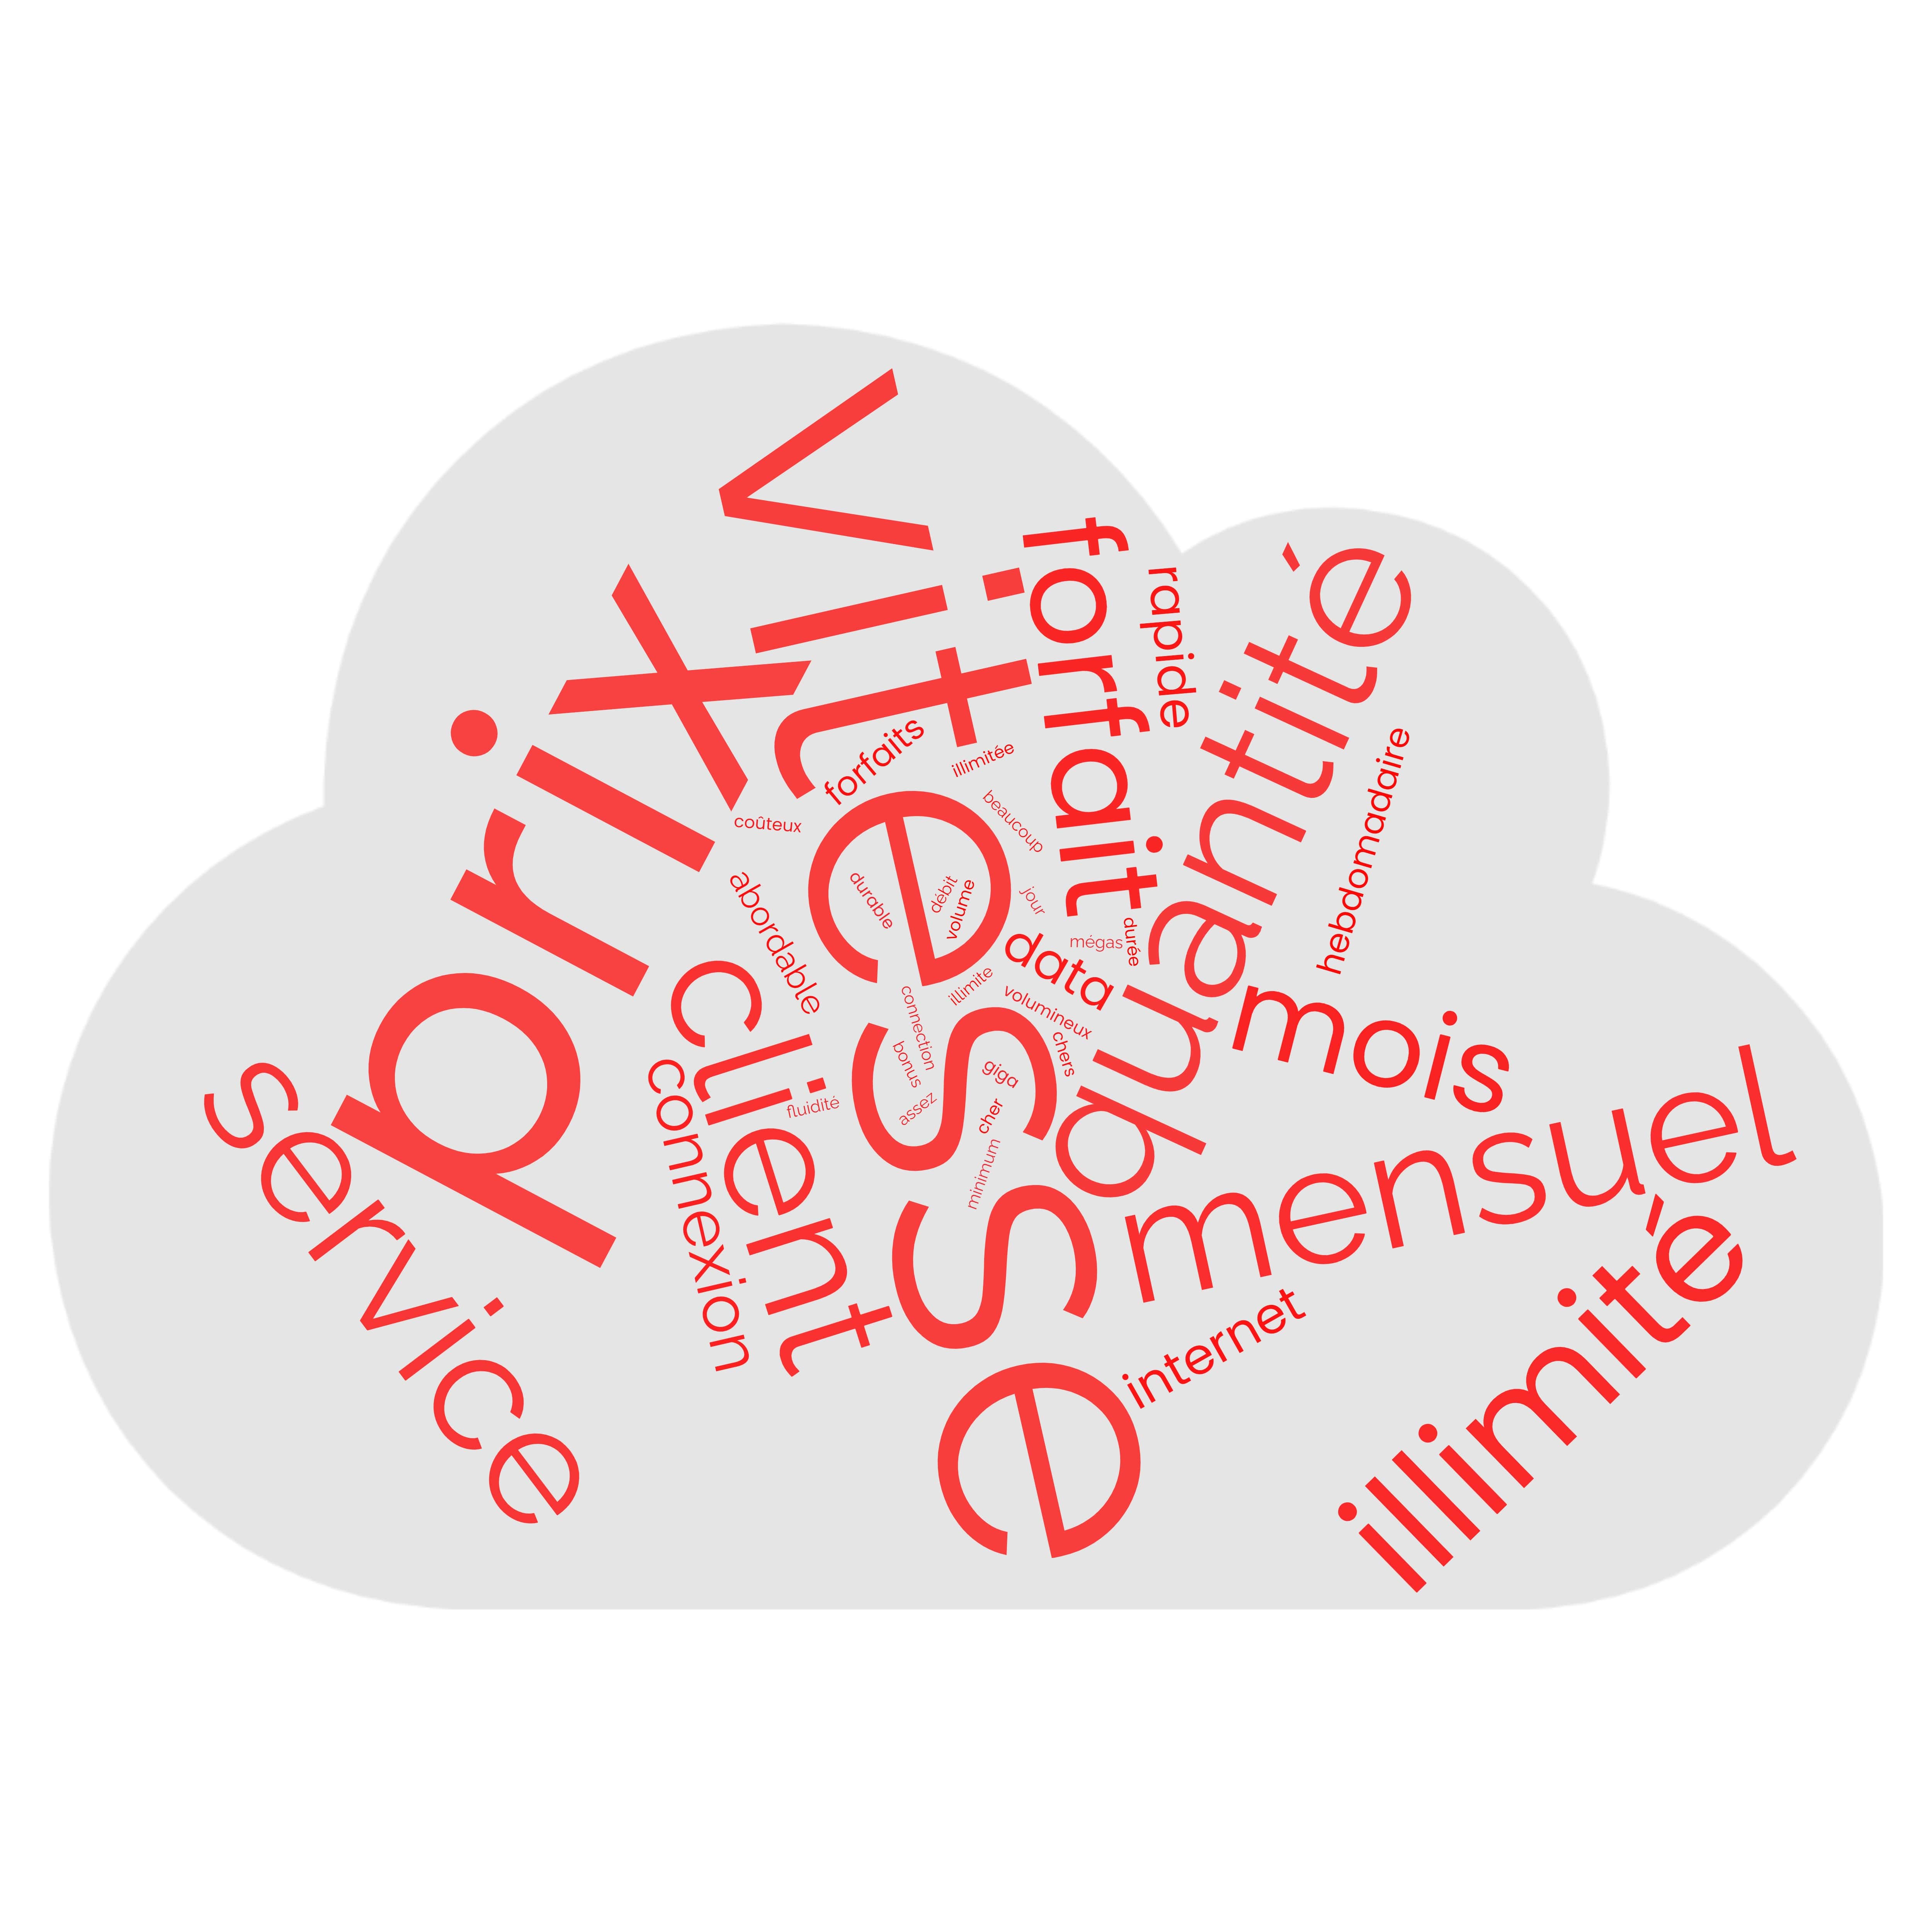 vitesse
prix
forfait
rapide
quantité
hebdomadaire
forfaits
illimitée
beaucoup
coûteux
abordable
durable
débit
volume
jour
mégas
durée
data
illimite
volumineux
connection
bonus
chers
giga
assez
cher
minimum
client
fluidité
connexion
service
mois
mensuel
internet
illimité